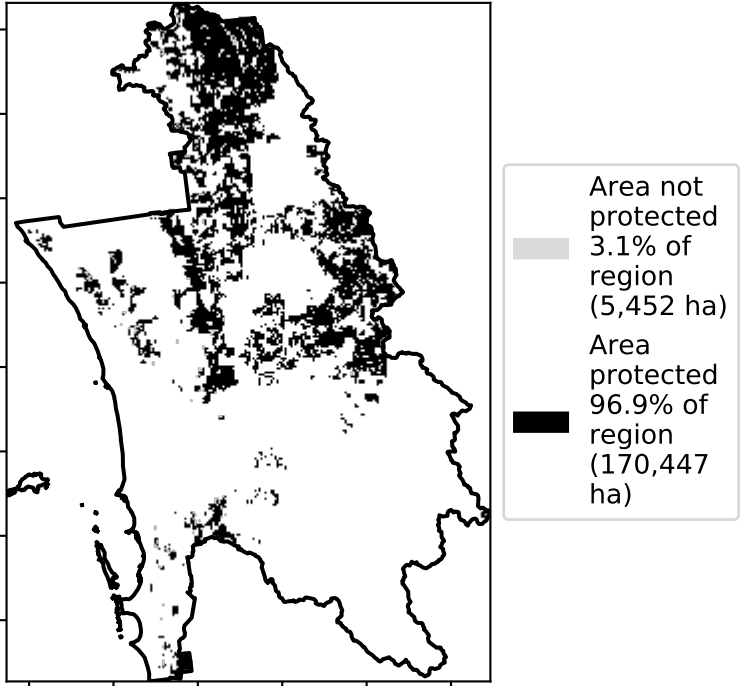 Area not
protected
3.1% of
region
(5,452 ha)
Area
protected
96.9% of
region
(170,447
ha)